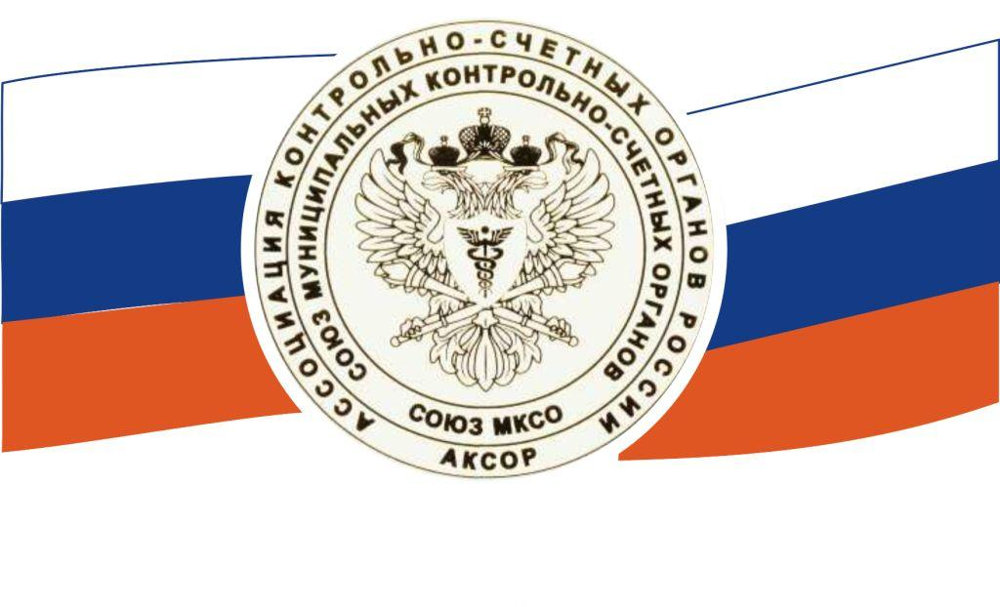 АССОЦИАЦИЯ КОНТРОЛЬНО-СЧЕТНЫХ ОРГАНОВ РОССИИ
СОЮЗ МУНИЦИПАЛЬНЫХ КОНТРОЛЬНО-СЧЕТНЫХ ОРГАНОВ
СОЮЗ МКСО
АКСОР